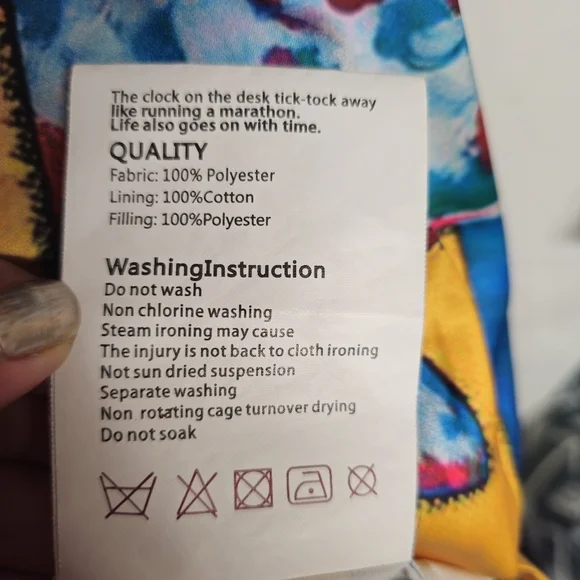 The clock on the desk tick-tock away
like running a marathon.
Life also goes on with time.
QUALITY
Fabric: 100% Polyester
Lining: 100%Cotton
Filling: 100%Polyester
WashingInstruction
Do not wash
Non chlorine washing
Steam ironing may cause
The injury is not back to cloth ironing
Not sun dried suspension
Separate washing
Non rotating cage turnover drying
Do not soak